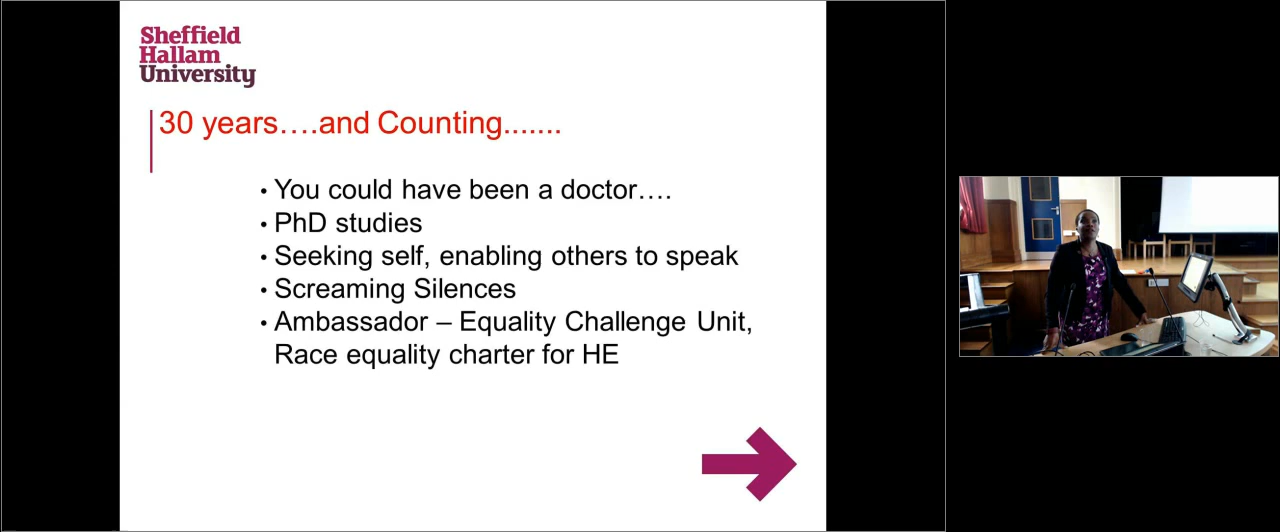 Sheffield
Hallam
University
30 years….and Counting.......
• You could have been a doctor….
• PhD studies
• Seeking self, enabling others to speak
• Screaming Silences
• Ambassador – Equality Challenge Unit,
Race equality charter for HE